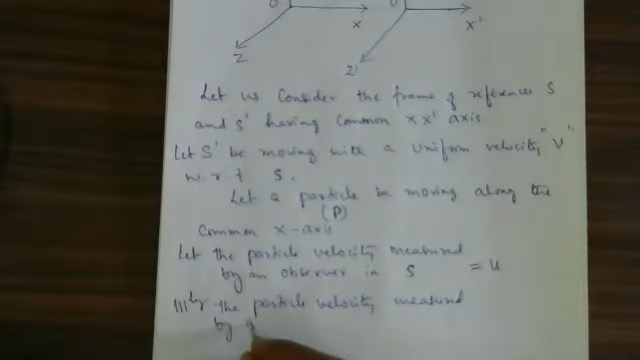 O O
X X'
Z
Z'
Let us Consider the frame of references S
and S' having common X X' axis
Let S' be moving with a uniform velocity "v"
w.r.t S.
Let a particle be moving along the
(P)
Common X-axis
Let the particle velocity measured
by an observer in S = u
|||ly the particle velocity measured
by